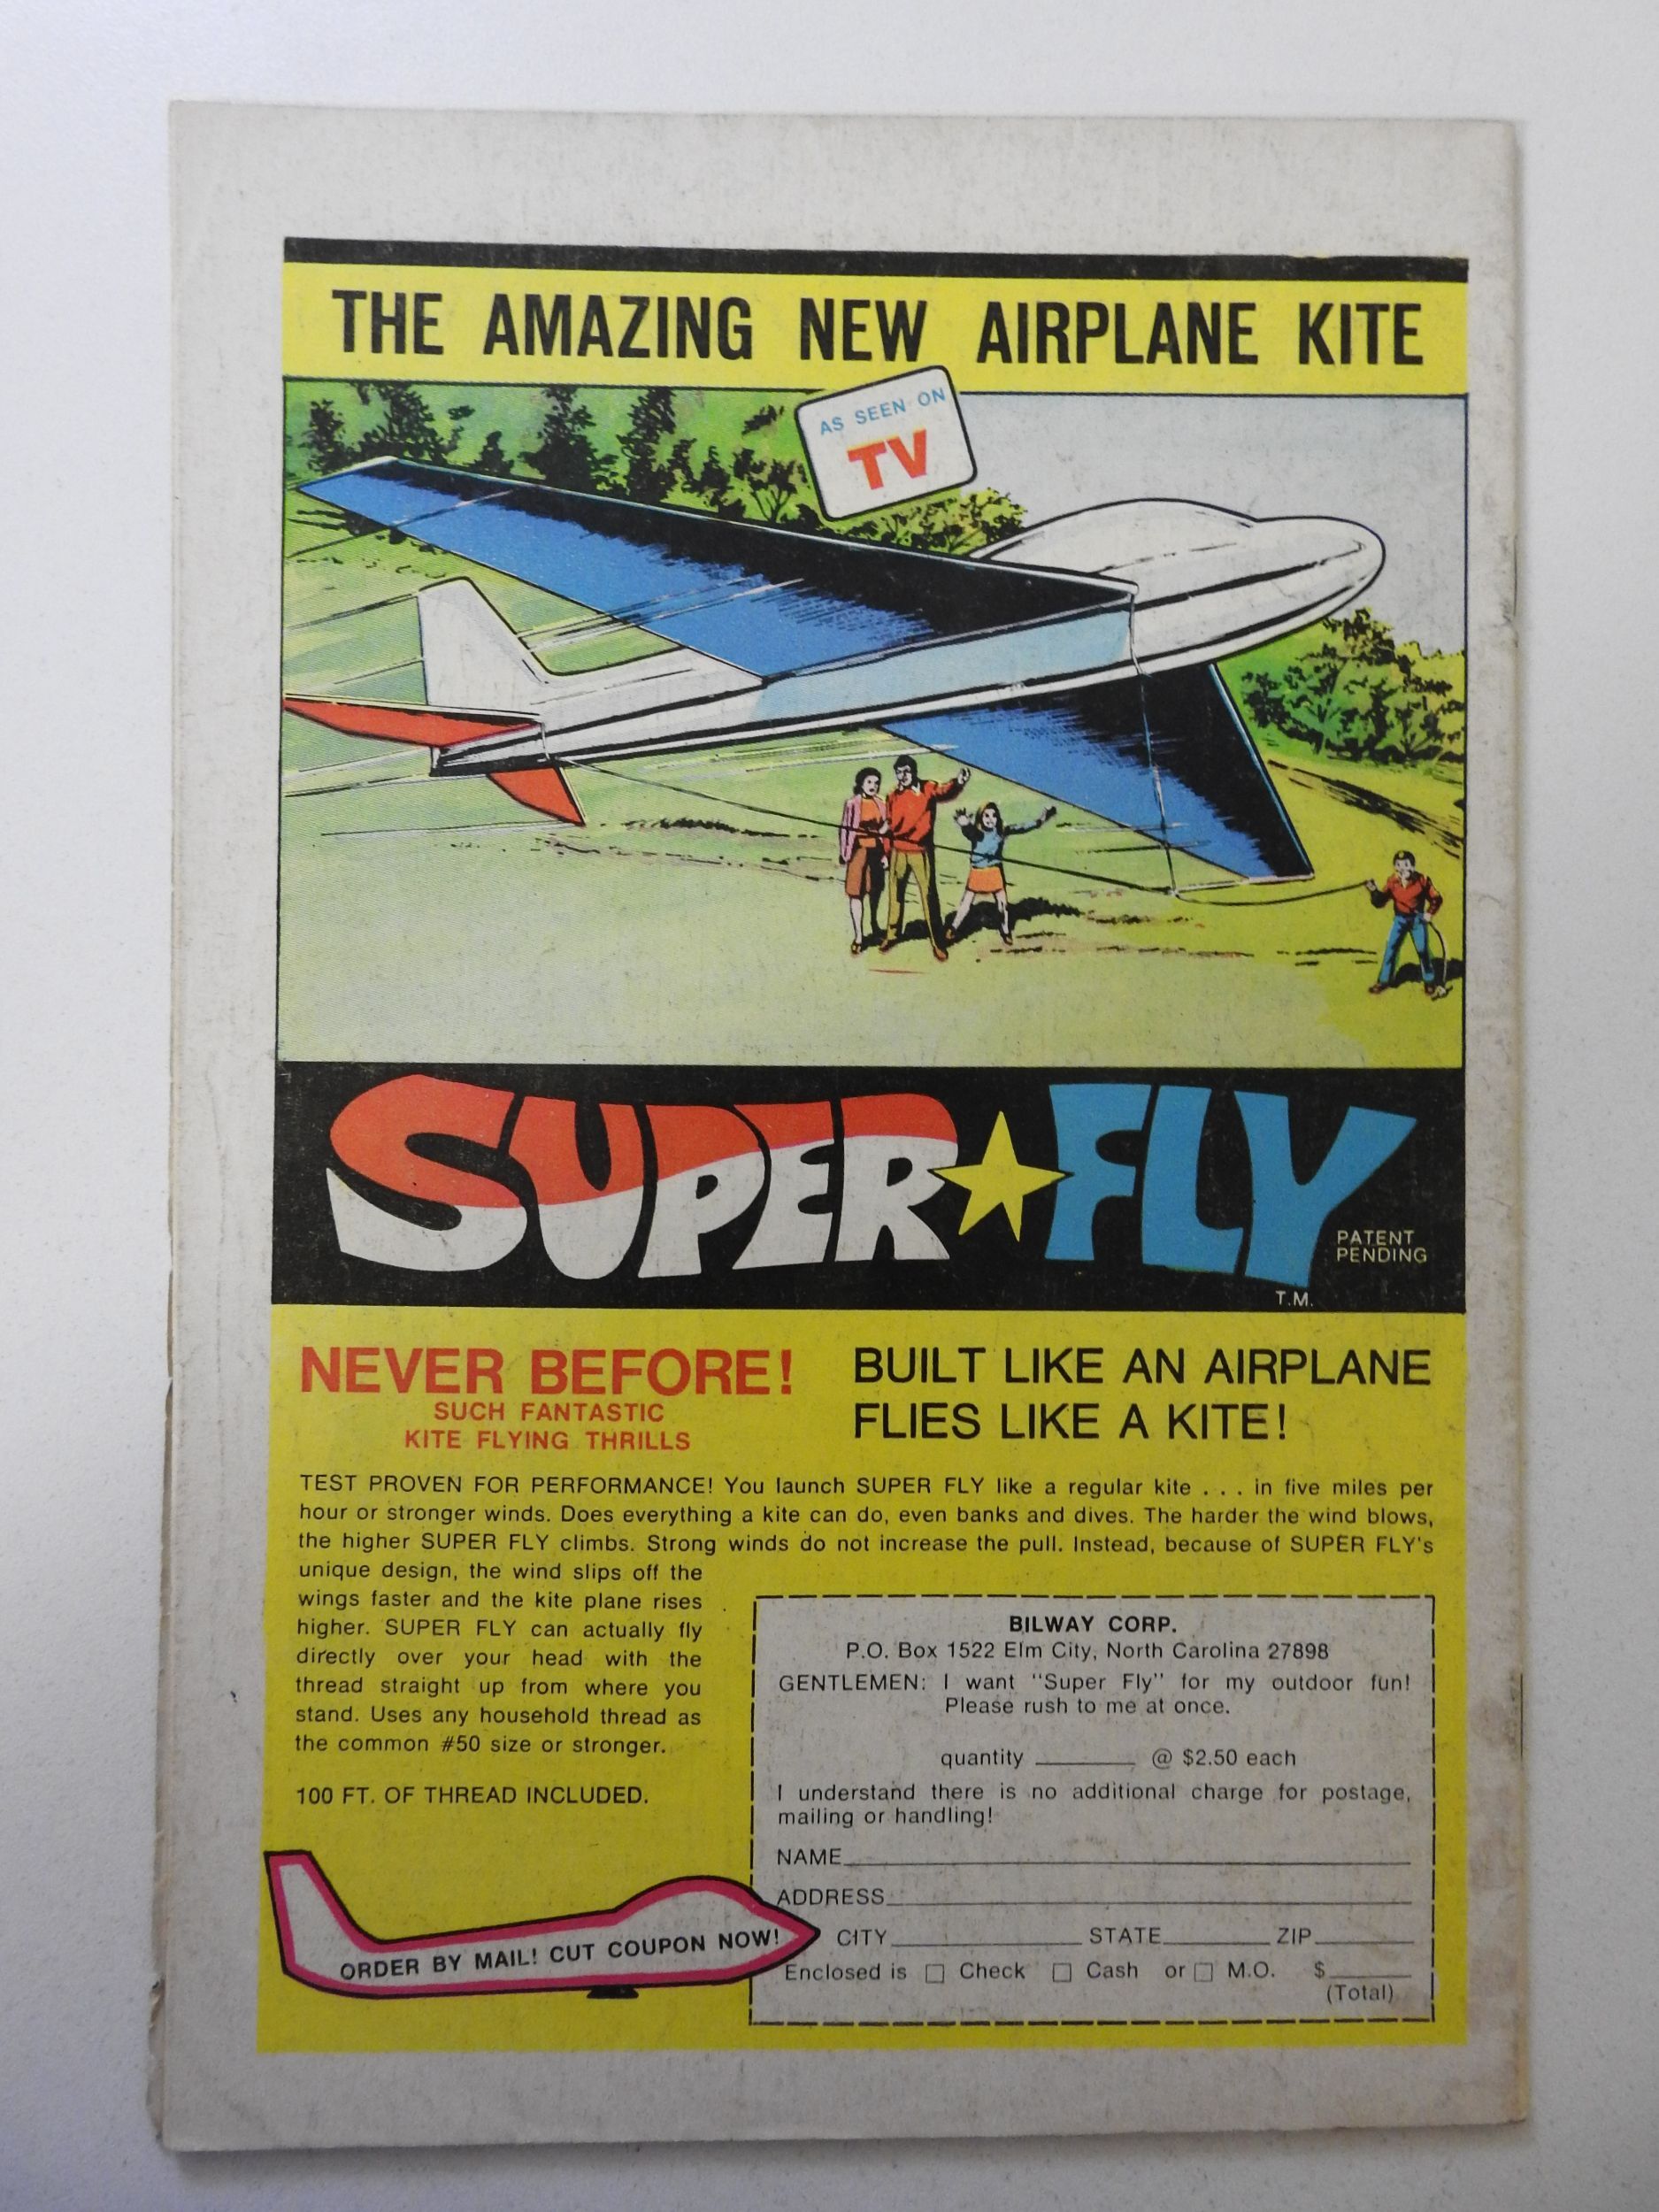 THE AMAZING NEW AIRPLANE KITE
AS SEEN ON
TV
SUPER FLY
PATENT
PENDING
T.M.
NEVER BEFORE!
SUCH FANTASTIC
KITE FLYING THRILLS
BUILT LIKE AN AIRPLANE
FLIES LIKE A KITE!
TEST PROVEN FOR PERFORMANCE! You launch SUPER FLY like a regular kite . . . in five miles per
hour or stronger winds. Does everything a kite can do, even banks and dives. The harder the wind blows,
the higher SUPER FLY climbs. Strong winds do not increase the pull. Instead, because of SUPER FLY's
unique design, the wind slips off the
wings faster and the kite plane rises
higher. SUPER FLY can actually fly
directly over your head with the
thread straight up from where you
stand. Uses any household thread as
the common #50 size or stronger.
100 FT. OF THREAD INCLUDED.
ORDER BY MAIL! CUT COUPON NOW!
BILWAY CORP.
P.O. Box 1522 Elm City, North Carolina 27898
GENTLEMEN: I want "Super Fly" for my outdoor fun!
Please rush to me at once.
quantity ________ @ $2.50 each
I understand there is no additional charge for postage,
mailing or handling!
NAME
ADDRESS
CITY STATE ZIP
Enclosed is □ Check □ Cash or □ M.O. $
(Total)